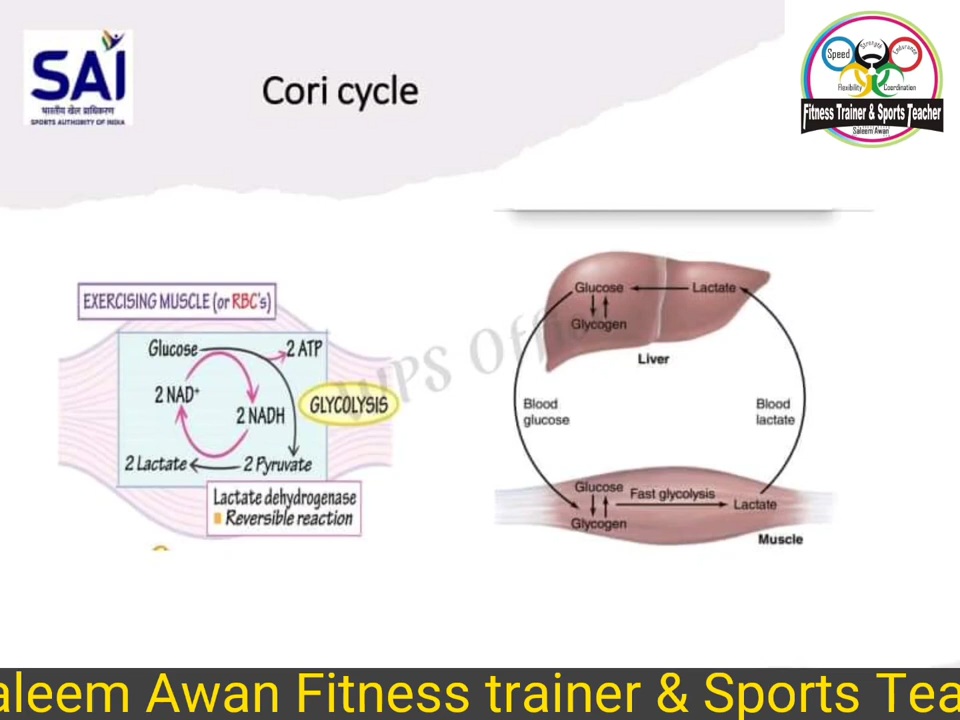 SAI
भारतीय खेल प्राधिकरण
SPORTS AUTHORITY OF INDIA
Cori cycle
Speed
Strength
Endurance
Flexibility
Coordination
Fitness Trainer & Sports Teacher
Saleem Awan
EXERCISING MUSCLE (or RBC's)
Glucose
2 ATP
2 NAD+
2 NADH
GLYCOLYSIS
2 Lactate
2 Pyruvate
Lactate dehydrogenase
Reversible reaction
Glucose
Lactate
Glycogen
Liver
Blood
glucose
Blood
lactate
Glucose
Fast glycolysis
Lactate
Glycogen
Muscle
WPS Offi
aleem Awan Fitness trainer & Sports Tea